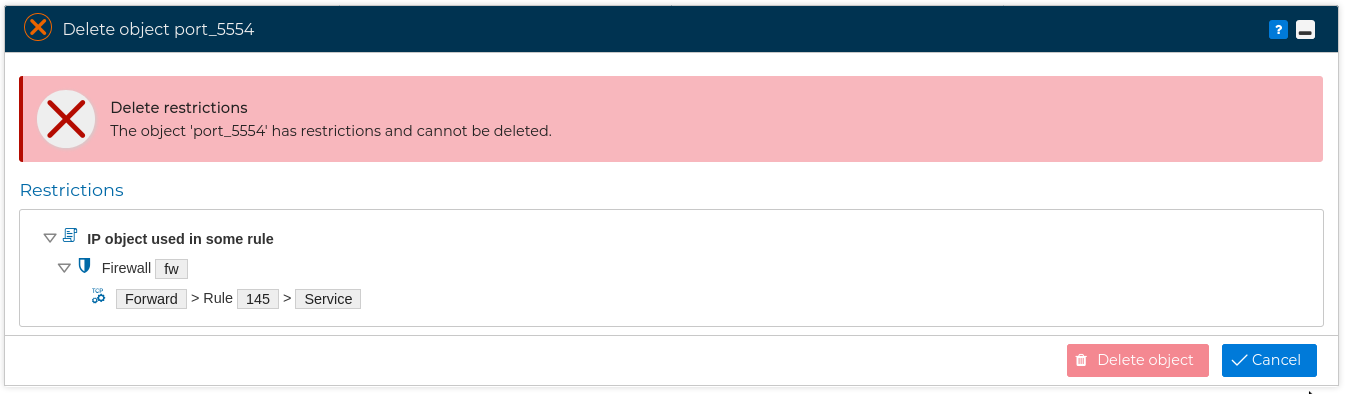 Delete object port_5554
?
Delete restrictions
The object 'port_5554' has restrictions and cannot be deleted.
Restrictions
IP object used in some rule
Firewall fw
TCP
Forward > Rule 145 > Service
Delete object
Cancel